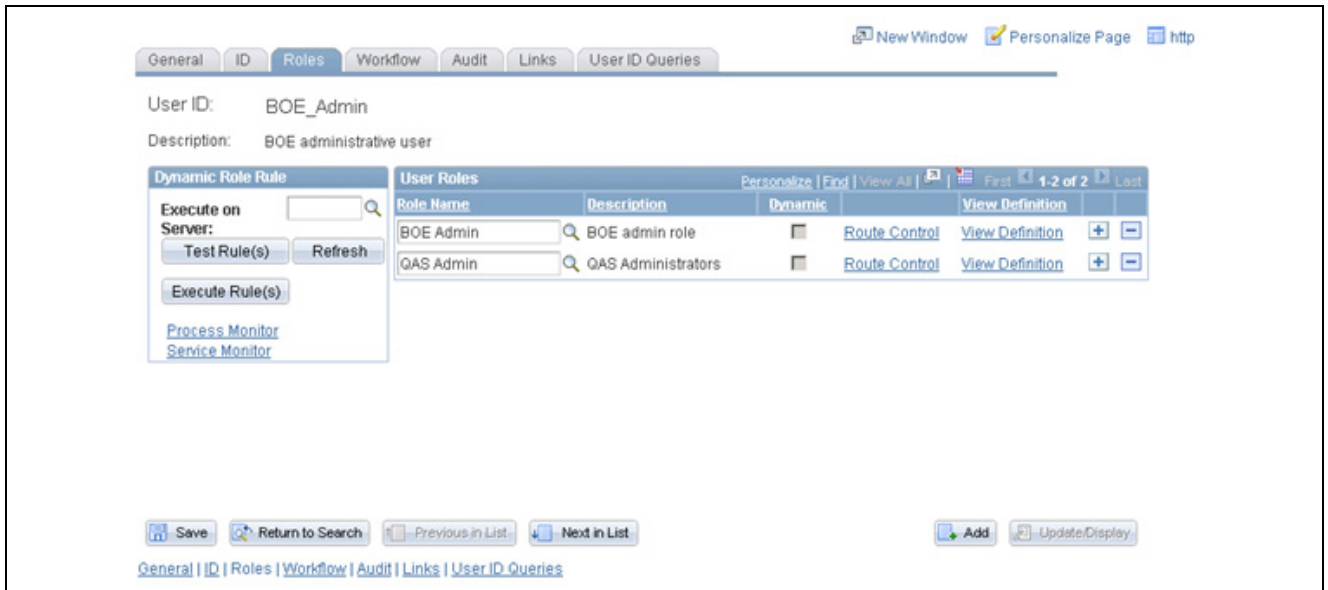 New Window Personalize Page http
General ID Roles Workflow Audit Links User ID Queries
User ID: BOE_Admin
Description: BOE administrative user
Dynamic Role Rule
Execute on Server:
Test Rule(s) Refresh
Execute Rule(s)
Process Monitor
Service Monitor
User Roles Personalize | Find | View All | | First 1-2 of 2 Last
Role Name Description Dynamic View Definition
BOE Admin BOE admin role Route Control View Definition + -
QAS Admin QAS Administrators Route Control View Definition + -
Save Return to Search Previous in List Next in List Add Update/Display
General | ID | Roles | Workflow | Audit | Links | User ID Queries